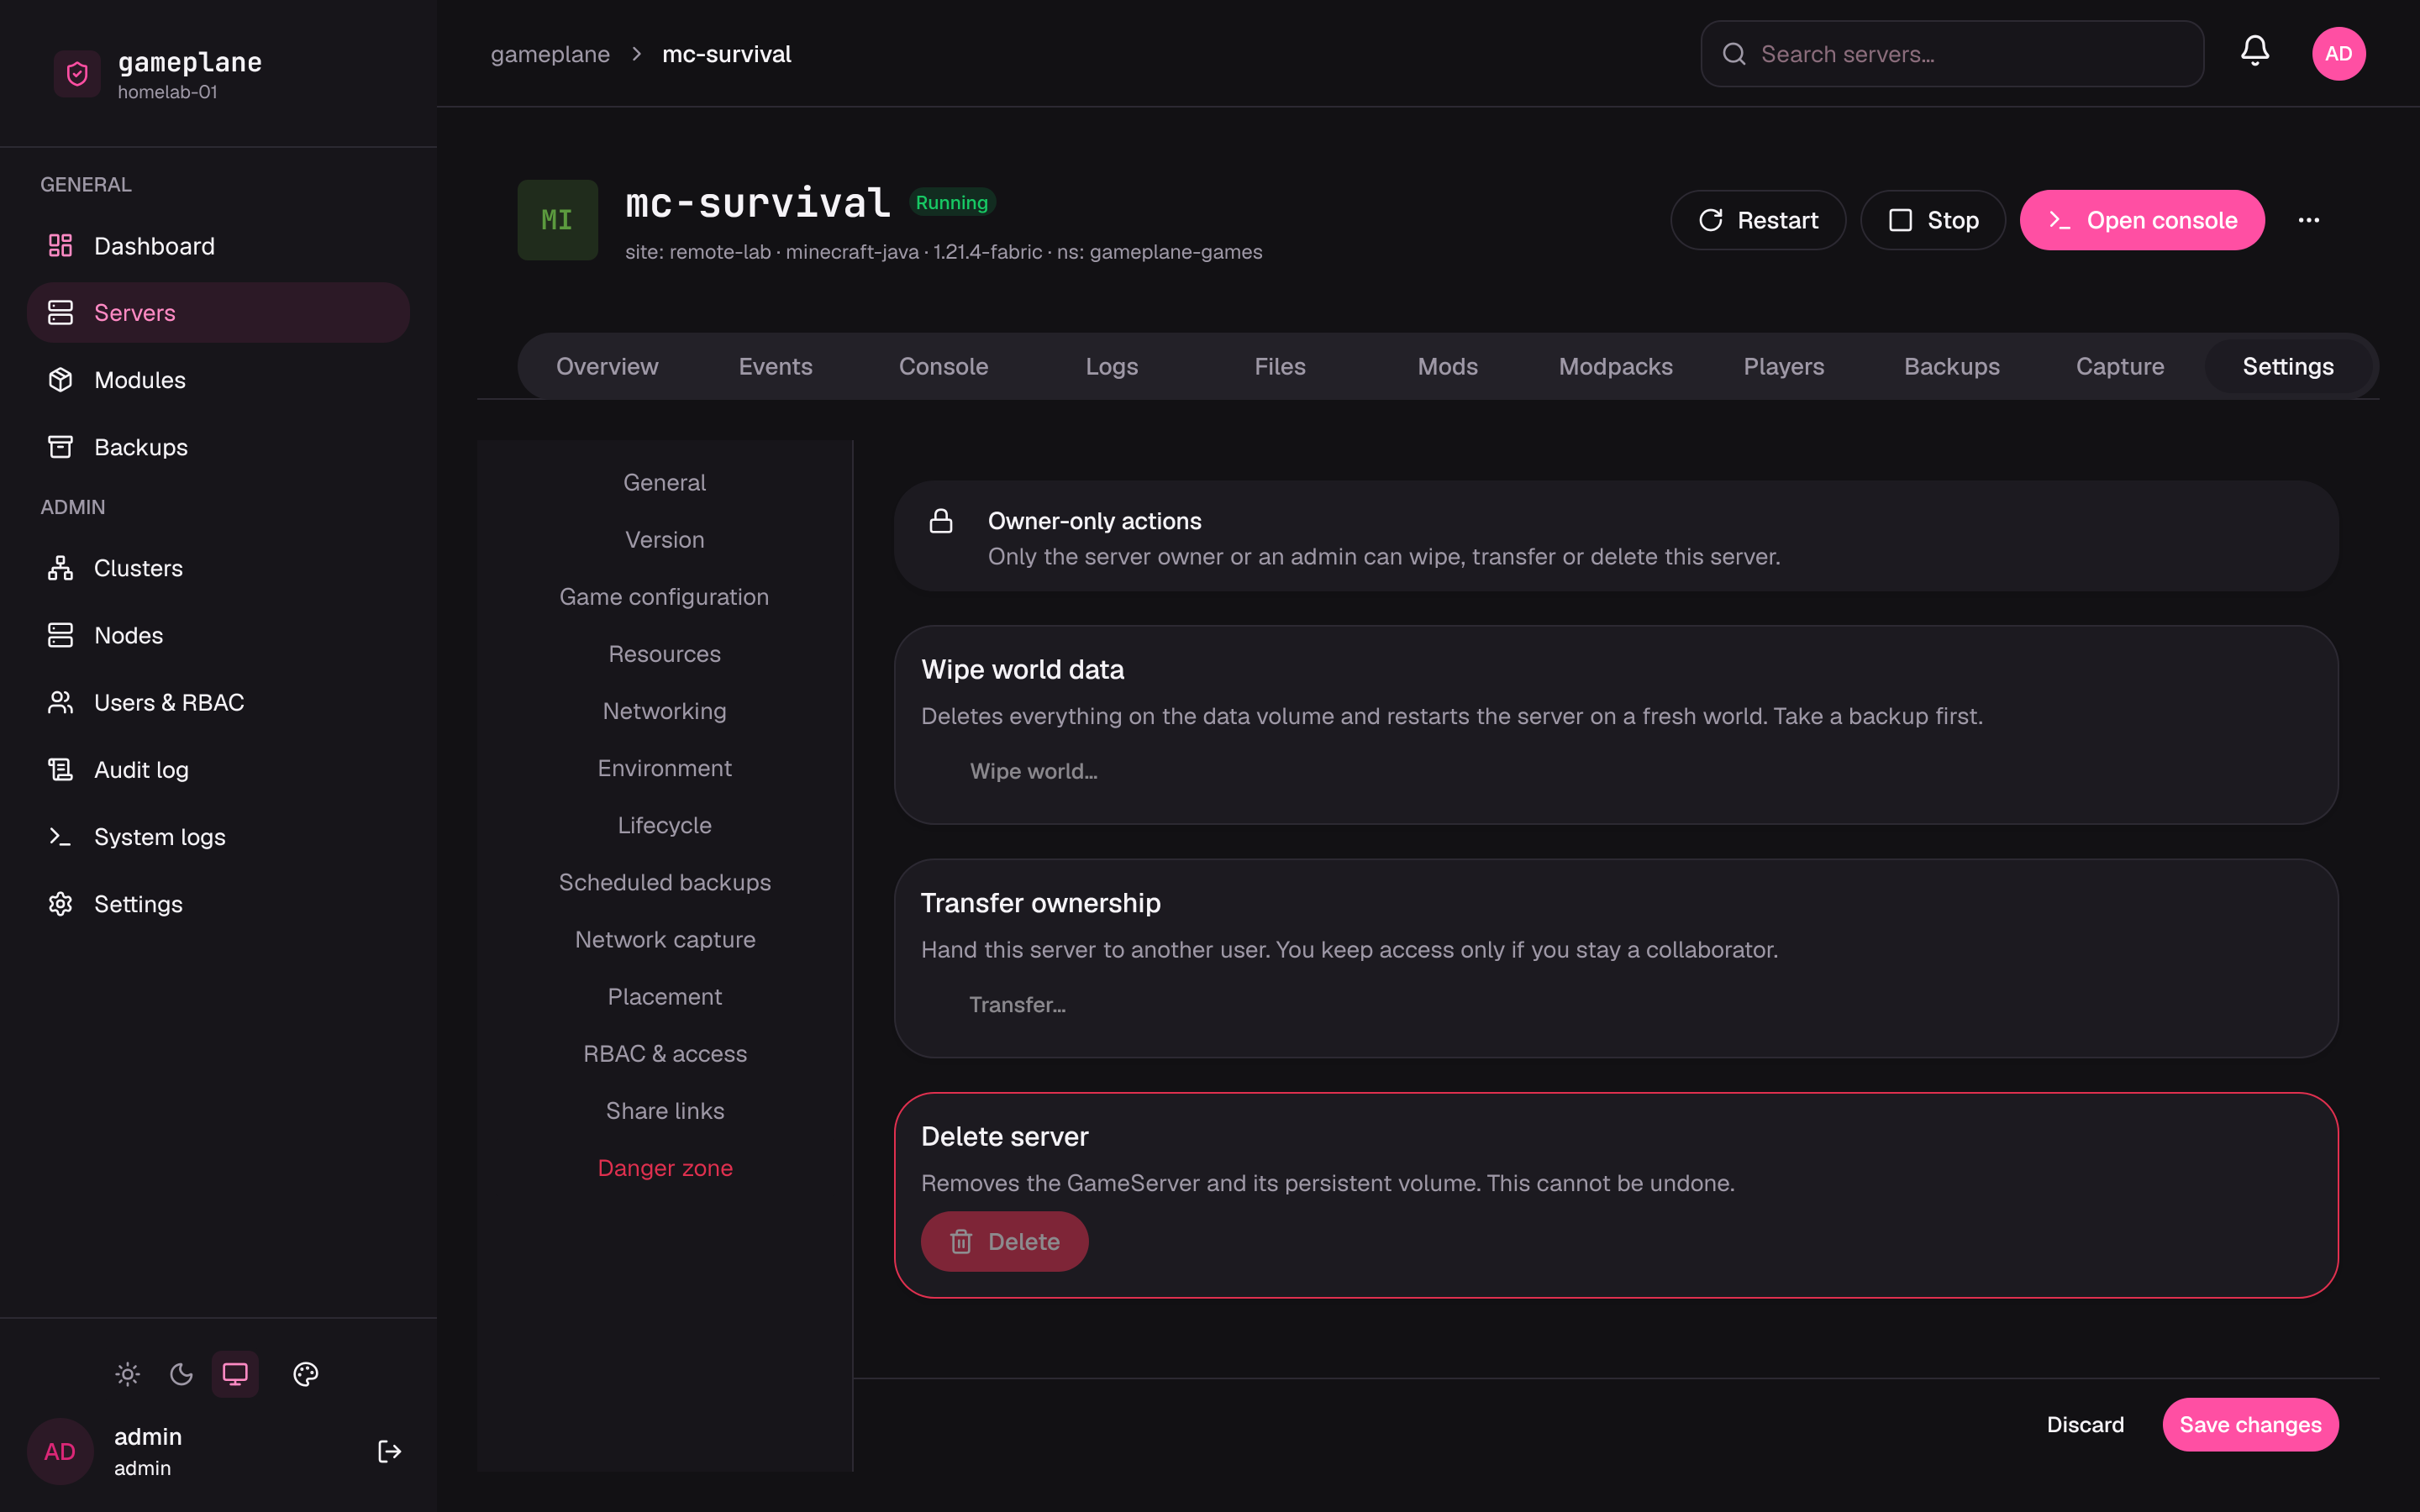 gameplane
homelab-01
GENERAL
Dashboard
Servers
Modules
Backups
ADMIN
Clusters
Nodes
Users & RBAC
Audit log
System logs
Settings
AD
admin
admin
gameplane > mc-survival
Search servers...
AD
MI
mc-survival
Running
site: remote-lab · minecraft-java · 1.21.4-fabric · ns: gameplane-games
Restart
Stop
Open console
Overview
Events
Console
Logs
Files
Mods
Modpacks
Players
Backups
Capture
Settings
General
Version
Game configuration
Resources
Networking
Environment
Lifecycle
Scheduled backups
Network capture
Placement
RBAC & access
Share links
Danger zone
Owner-only actions
Only the server owner or an admin can wipe, transfer or delete this server.
Wipe world data
Deletes everything on the data volume and restarts the server on a fresh world. Take a backup first.
Wipe world...
Transfer ownership
Hand this server to another user. You keep access only if you stay a collaborator.
Transfer...
Delete server
Removes the GameServer and its persistent volume. This cannot be undone.
Delete
Discard
Save changes